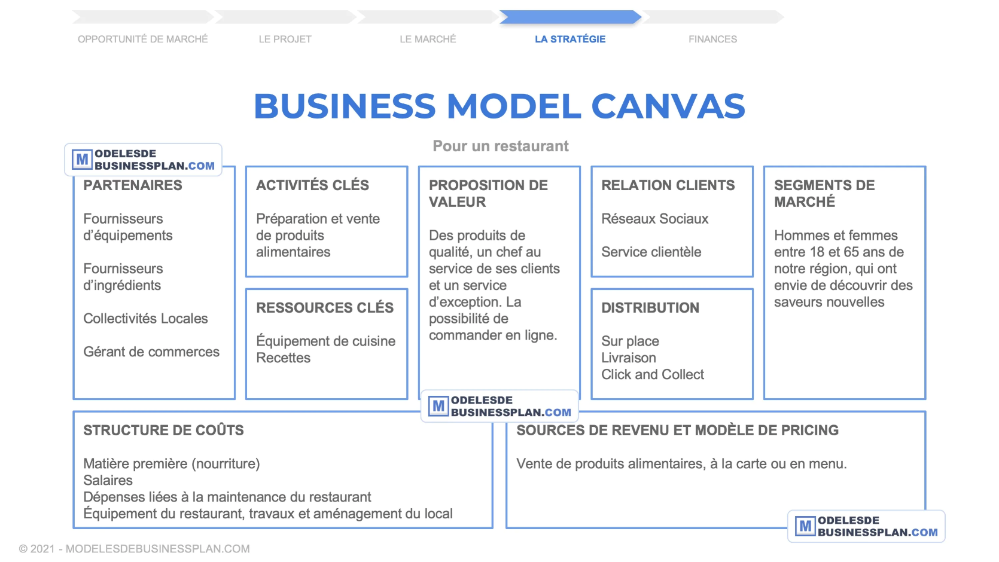 OPPORTUNITÉ DE MARCHÉ
LE PROJET
LE MARCHÉ
LA STRATÉGIE
FINANCES
BUSINESS MODEL CANVAS
Pour un restaurant
M ODELESDE
BUSINESSPLAN.COM
PARTENAIRES
Fournisseurs
d’équipements
Fournisseurs
d’ingrédients
Collectivités Locales
Gérant de commerces
ACTIVITÉS CLÉS
Préparation et vente
de produits
alimentaires
RESSOURCES CLÉS
Équipement de cuisine
Recettes
PROPOSITION DE
VALEUR
Des produits de
qualité, un chef au
service de ses clients
et un service
d’exception. La
possibilité de
commander en ligne.
M ODELESDE
BUSINESSPLAN.COM
RELATION CLIENTS
Réseaux Sociaux
Service clientèle
DISTRIBUTION
Sur place
Livraison
Click and Collect
SEGMENTS DE
MARCHÉ
Hommes et femmes
entre 18 et 65 ans de
notre région, qui ont
envie de découvrir des
saveurs nouvelles
STRUCTURE DE COÛTS
Matière première (nourriture)
Salaires
Dépenses liées à la maintenance du restaurant
Équipement du restaurant, travaux et aménagement du local
SOURCES DE REVENU ET MODÈLE DE PRICING
Vente de produits alimentaires, à la carte ou en menu.
M ODELESDE
BUSINESSPLAN.COM
© 2021 - MODELESDEBUSINESSPLAN.COM